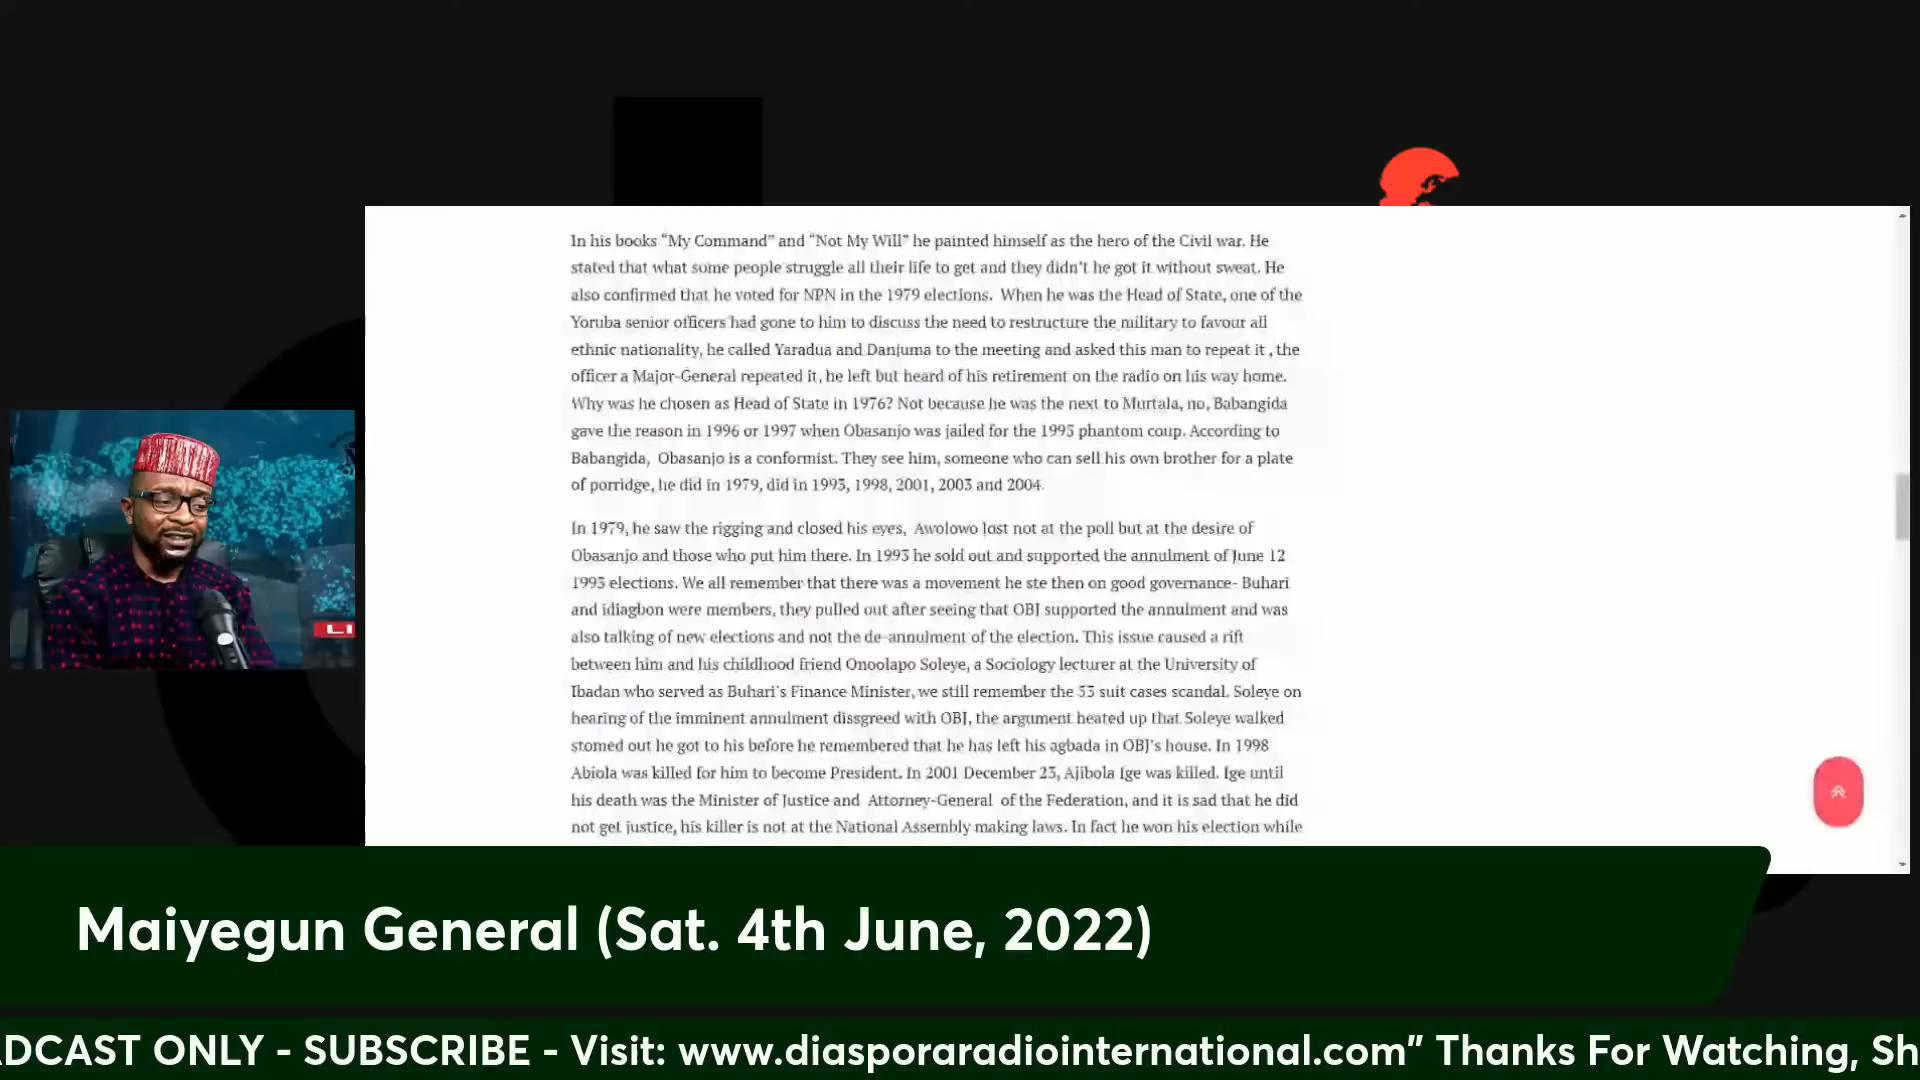 In his books “My Command” and “Not My Will” he painted himself as the hero of the Civil war. He
stated that what some people struggle all their life to get and they didn’t he got it without sweat. He
also confirmed that he voted for NPN in the 1979 elections. When he was the Head of State, one of the
Yoruba senior officers had gone to him to discuss the need to restructure the military to favour all
ethnic nationality, he called Yaradua and Danjuma to the meeting and asked this man to repeat it , the
officer a Major-General repeated it, he left but heard of his retirement on the radio on his way home.
Why was he chosen as Head of State in 1976? Not because he was the next to Murtala, no, Babangida
gave the reason in 1996 or 1997 when Obasanjo was jailed for the 1995 phantom coup. According to
Babangida, Obasanjo is a conformist. They see him, someone who can sell his own brother for a plate
of porridge, he did in 1979, did in 1993, 1998, 2001, 2003 and 2004.
In 1979, he saw the rigging and closed his eyes, Awolowo lost not at the poll but at the desire of
Obasanjo and those who put him there. In 1993 he sold out and supported the annulment of June 12
1993 elections. We all remember that there was a movement he ste then on good governance- Buhari
and idiagbon were members, they pulled out after seeing that OBJ supported the annulment and was
also talking of new elections and not the de-annulment of the election. This issue caused a rift
between him and his childhood friend Onoolapo Soleye, a Sociology lecturer at the University of
Ibadan who served as Buhari's Finance Minister, we still remember the 53 suit cases scandal. Soleye on
hearing of the imminent annulment dissgreed with OBJ, the argument heated up that Soleye walked
stomed out he got to his before he remembered that he has left his agbada in OBJ’s house. In 1998
Abiola was killed for him to become President. In 2001 December 23, Ajibola Ige was killed. Ige until
his death was the Minister of Justice and Attorney-General of the Federation, and it is sad that he did
not get justice, his killer is not at the National Assembly making laws. In fact he won his election while
LI
Maiyegun General (Sat. 4th June, 2022)
ADCAST ONLY - SUBSCRIBE - Visit: www.diasporaradiointernational.com” Thanks For Watching, Sh